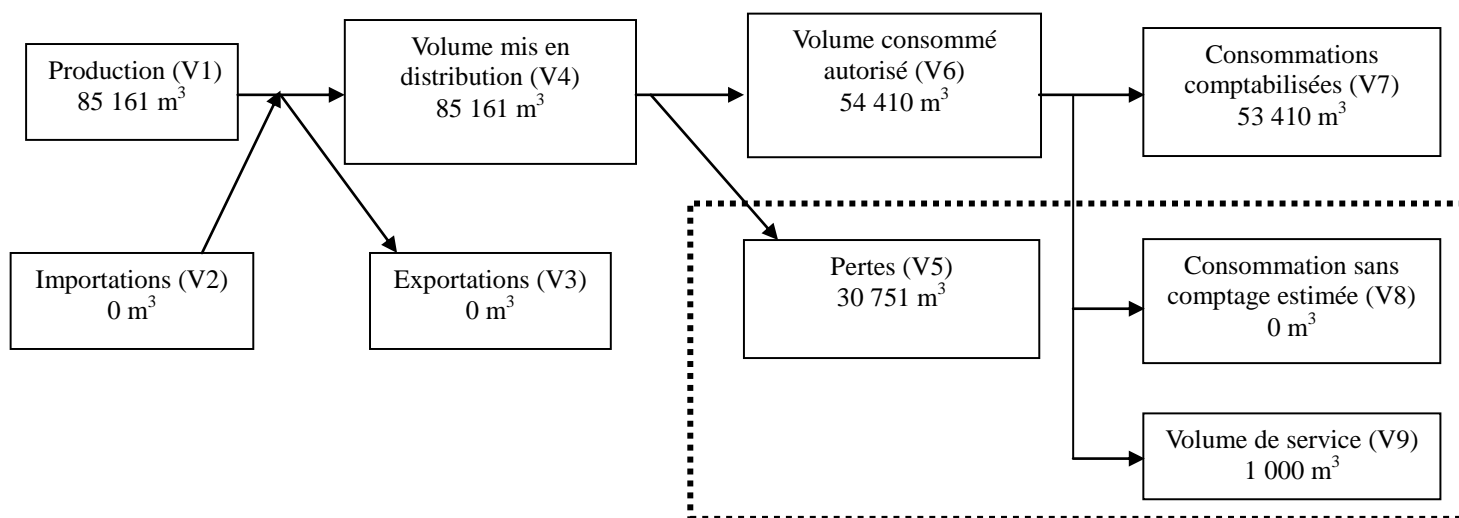 Production (V1)
85 161 m³
Volume mis en
distribution (V4)
85 161 m³
Volume consommé
autorisé (V6)
54 410 m³
Consommations
comptabilisées (V7)
53 410 m³
Importations (V2)
0 m³
Exportations (V3)
0 m³
Pertes (V5)
30 751 m³
Consommation sans
comptage estimée (V8)
0 m³
Volume de service (V9)
1 000 m³